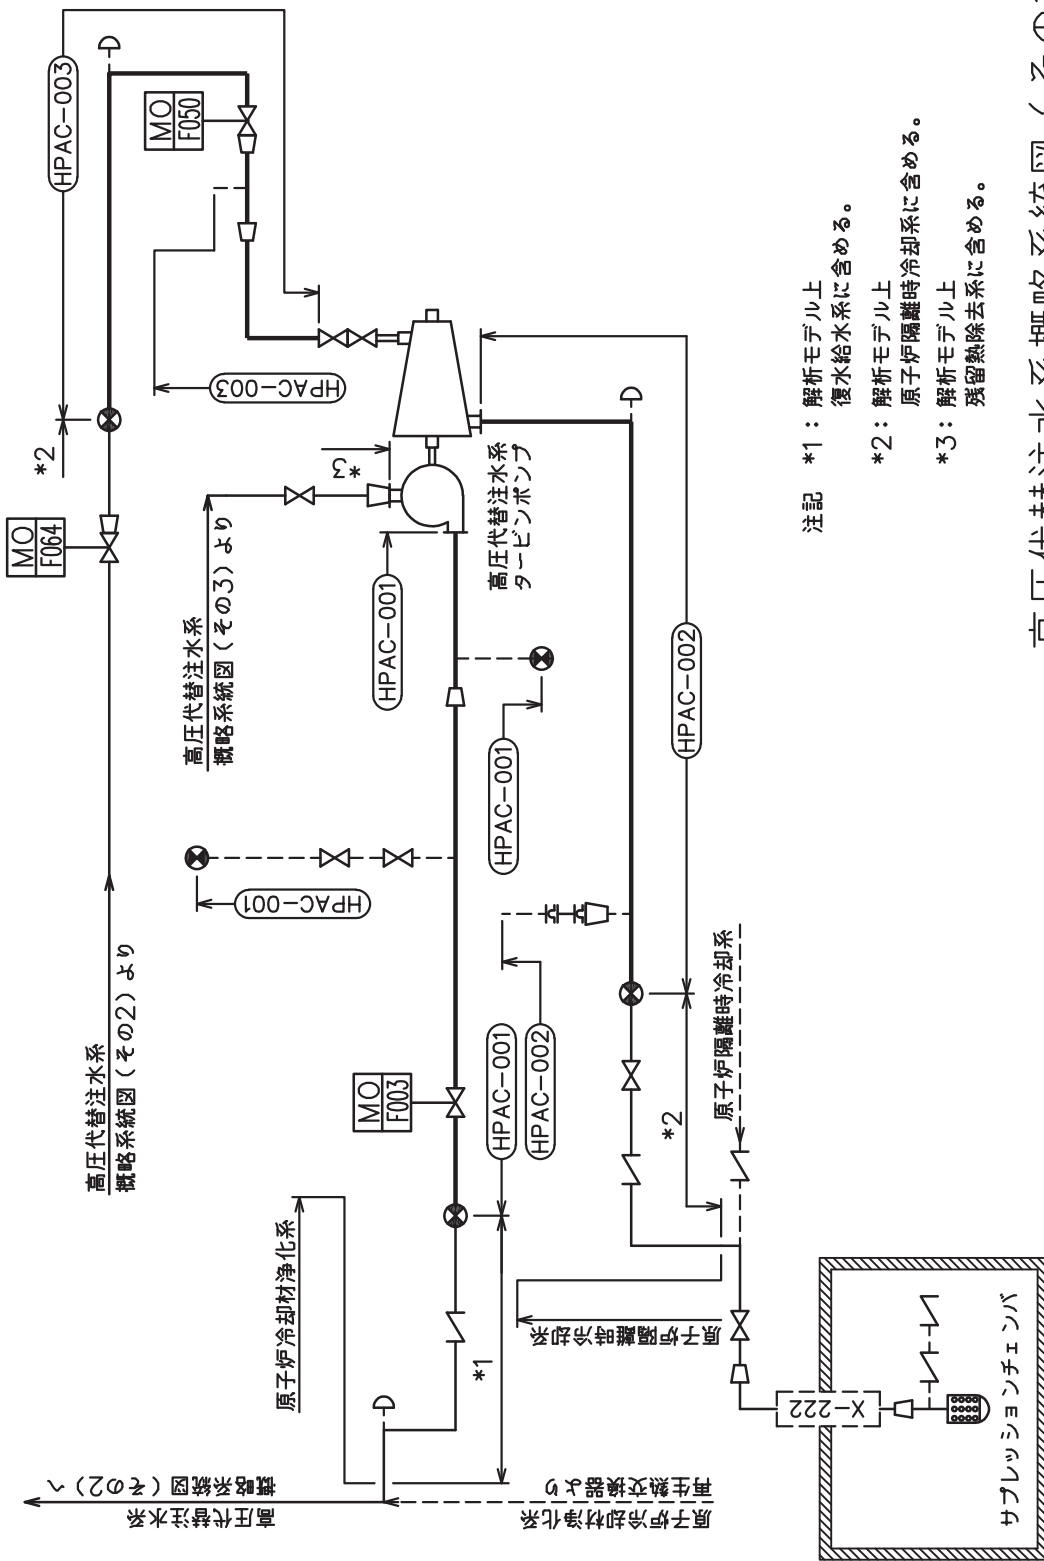 高圧代替注水系
概略系統図(その2)より
MO
F064
*2
HPAC-003
MO
F050
HPAC-003
高圧代替注水系
概略系統図(その3)より
*3
高圧代替注水系
タービンポンプ
HPAC-001
HPAC-001
HPAC-001
MO
F003
HPAC-001
HPAC-002
HPAC-002
*2
原子炉隔離時冷却系
原子炉隔離時冷却系
原子炉冷却材浄化系
*1
高圧代替注水系
概略系統図(その2)へ
原子炉冷却材浄化系
再生熱交換器より
X-222
サプレッションチェンバ
注記 *1:解析モデル上
復水給水系に含める。
*2:解析モデル上
原子炉隔離時冷却系に含める。
*3:解析モデル上
残留熱除去系に含める。